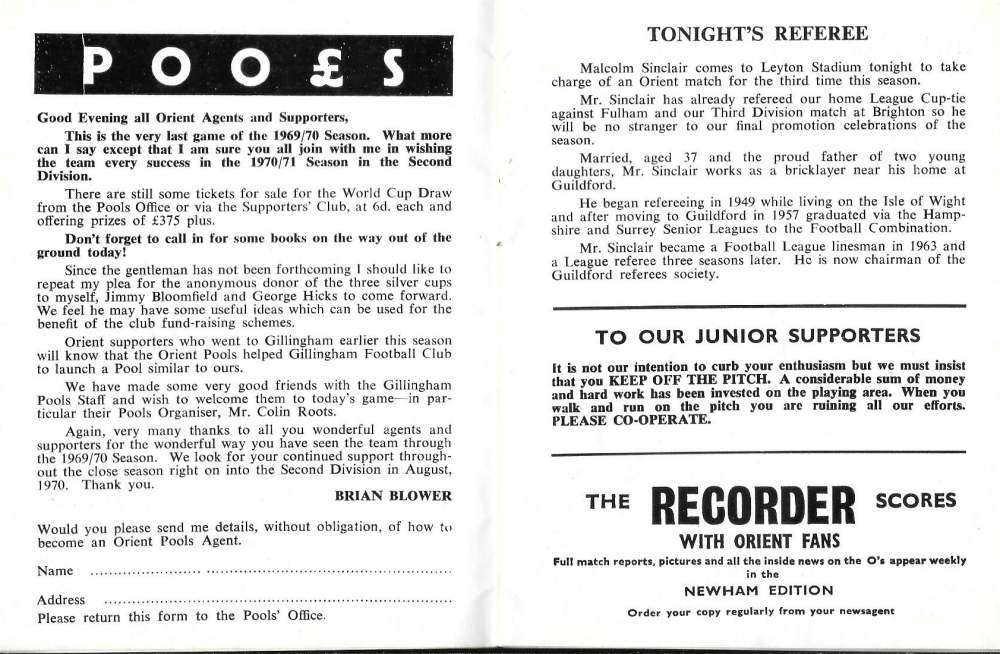 POO£S
Good Evening all Orient Agents and Supporters,
This is the very last game of the 1969/70 Season. What more
can I say except that I am sure you all join with me in wishing
the team every success in the 1970/71 Season in the Second
Division.
There are still some tickets for sale for the World Cup Draw
from the Pools Office or via the Supporters' Club, at 6d. each and
offering prizes of £375 plus.
Don't forget to call in for some books on the way out of the
ground today!
Since the gentleman has not been forthcoming I should like to
repeat my plea for the anonymous donor of the three silver cups
to myself, Jimmy Bloomfield and George Hicks to come forward.
We feel he may have some useful ideas which can be used for the
benefit of the club fund-raising schemes.
Orient supporters who went to Gillingham earlier this season
will know that the Orient Pools helped Gillingham Football Club
to launch a Pool similar to ours.
We have made some very good friends with the Gillingham
Pools Staff and wish to welcome them to today's game—in par-
ticular their Pools Organiser, Mr. Colin Roots.
Again, very many thanks to all you wonderful agents and
supporters for the wonderful way you have seen the team through
the 1969/70 Season. We look for your continued support through-
out the close season right on into the Second Division in August,
1970. Thank you.
BRIAN BLOWER
Would you please send me details, without obligation, of how to
become an Orient Pools Agent.
Name ............................................................
Address ............................................................
Please return this form to the Pools' Office.
TONIGHT'S REFEREE
Malcolm Sinclair comes to Leyton Stadium tonight to take
charge of an Orient match for the third time this season.
Mr. Sinclair has already refereed our home League Cup-tie
against Fulham and our Third Division match at Brighton so he
will be no stranger to our final promotion celebrations of the
season.
Married, aged 37 and the proud father of two young
daughters, Mr. Sinclair works as a bricklayer near his home at
Guildford.
He began refereeing in 1949 while living on the Isle of Wight
and after moving to Guildford in 1957 graduated via the Hamp-
shire and Surrey Senior Leagues to the Football Combination.
Mr. Sinclair became a Football League linesman in 1963 and
a League referee three seasons later. He is now chairman of the
Guildford referees society.
TO OUR JUNIOR SUPPORTERS
It is not our intention to curb your enthusiasm but we must insist
that you KEEP OFF THE PITCH. A considerable sum of money
and hard work has been invested on the playing area. When you
walk and run on the pitch you are ruining all our efforts.
PLEASE CO-OPERATE.
THE RECORDER SCORES
WITH ORIENT FANS
Full match reports, pictures and all the inside news on the O's appear weekly
in the
NEWHAM EDITION
Order your copy regularly from your newsagent